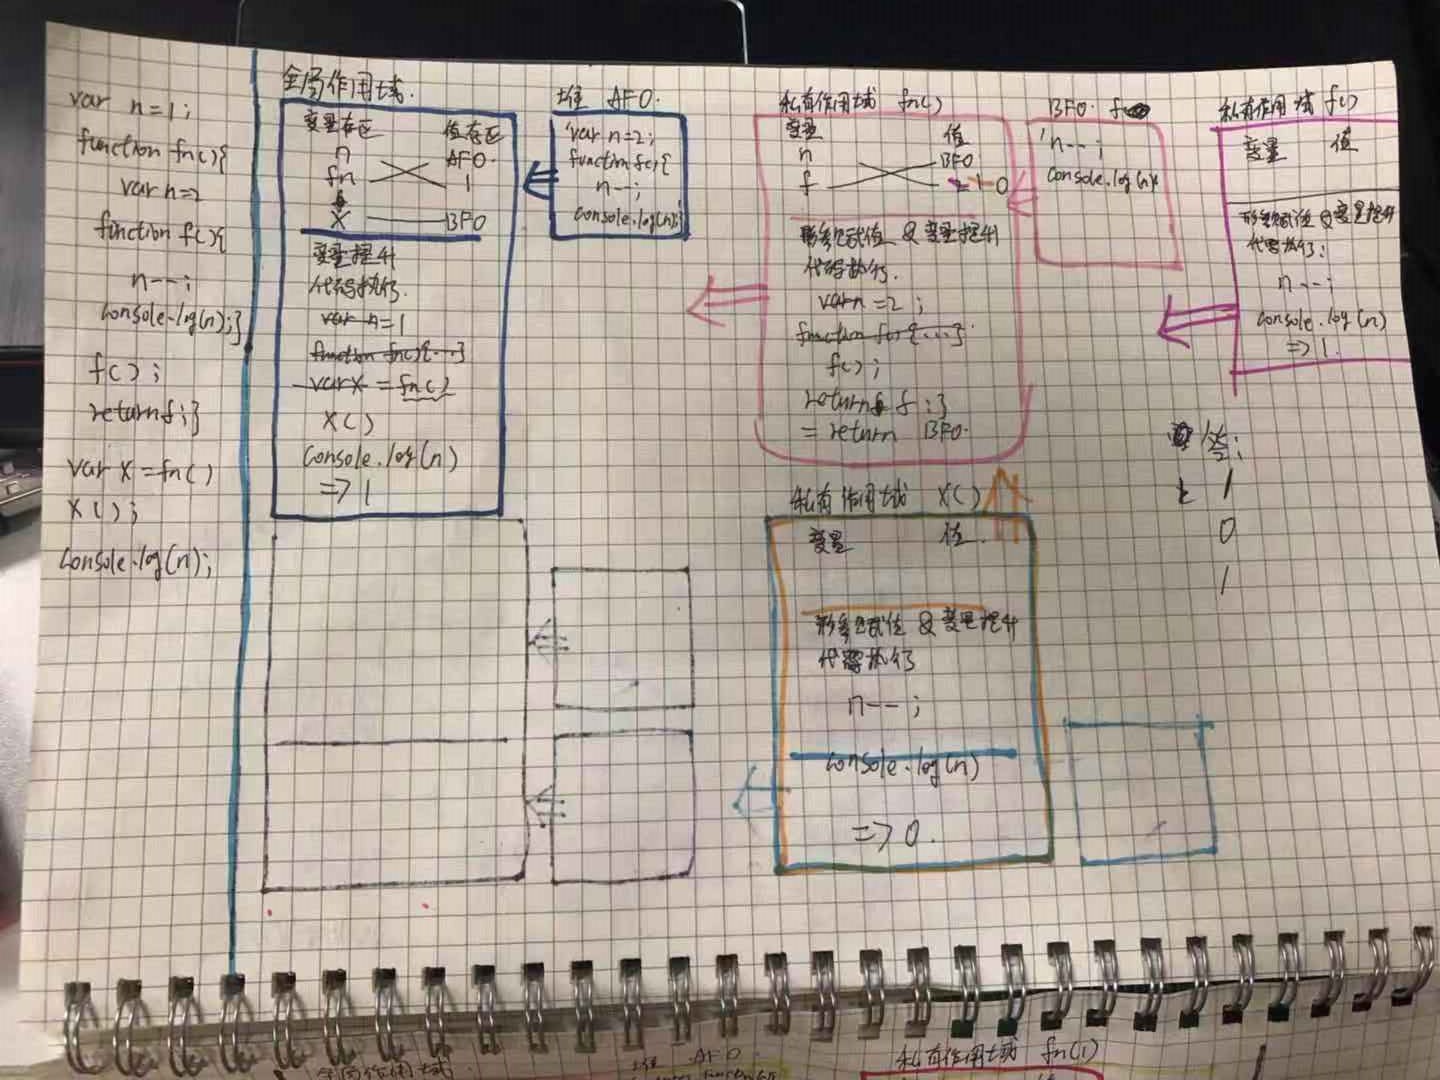 var n=1;
function fn(){
var n=2
function f(){
n--;
console.log(n);}
f();
return f;}
var x=fn()
x();
console.log(n);
全局作用域.
变量存区 值存区
n AFO.
fn 1
x BFO
变量提升
代码执行.
var n=1
function fn(){...}
var x = fn()
x()
console.log(n)
=> 1
堆 AFO.
'var n=2;
function f(){
n--;
console.log(n);}
私有作用域 fn()
变量 值
n BFO
f 2 1 0
形参赋值 & 变量提升
代码执行.
var n=2;
function f(){...}
f();
return f;}
= return BFO.
BFO.
'n--;
console.log(n)
私有作用域 f()
变量 值
形参赋值 & 变量提升
代码执行:
n--;
console.log(n)
=> 1.
答:
1
0
1
私有作用域 x()
变量 值.
形参赋值 & 变量提升
代码执行
n--;
console.log(n)
=> 0.
全局作用域.
堆 AFO
私有作用域 fn(1)